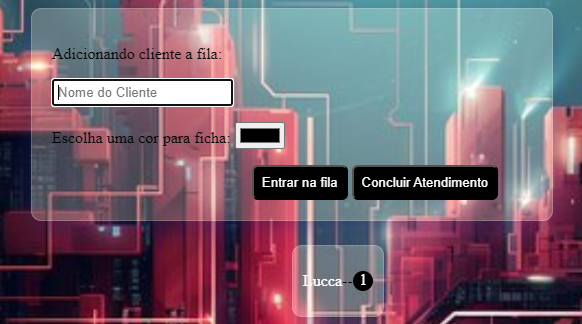 Adicionando cliente a fila:
Nome do Cliente
Escolha uma cor para ficha:
Entrar na fila Concluir Atendimento
Lucca--1